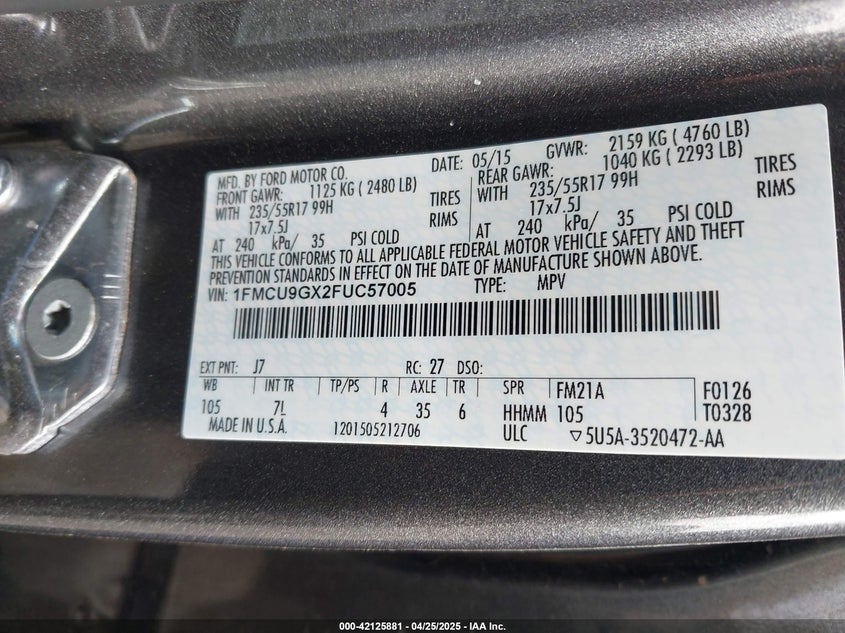 MFD. BY FORD MOTOR CO. DATE: 05/15 GVWR: 2159 KG ( 4760 LB)
FRONT GAWR: 1125 KG ( 2480 LB) REAR GAWR: 1040 KG ( 2293 LB)
WITH 235/55R17 99H TIRES WITH 235/55R17 99H TIRES
17x7.5J RIMS 17x7.5J RIMS
AT 240 kPa/ 35 PSI COLD AT 240 kPa/ 35 PSI COLD
THIS VEHICLE CONFORMS TO ALL APPLICABLE FEDERAL MOTOR VEHICLE SAFETY AND THEFT
PREVENTION STANDARDS IN EFFECT ON THE DATE OF MANUFACTURE SHOWN ABOVE.
VIN: 1FMCU9GX2FUC57005 TYPE: MPV
EXT PNT: J7 RC: 27 DSO:
WB INT TR TP/PS R AXLE TR SPR FM21A F0126
105 7L 4 35 6 HHMM 105 T0328
MADE IN U.S.A. 1201505212706 ULC ▽5U5A-3520472-AA
000-42125881 / 04/25/2025 - IAA Inc.